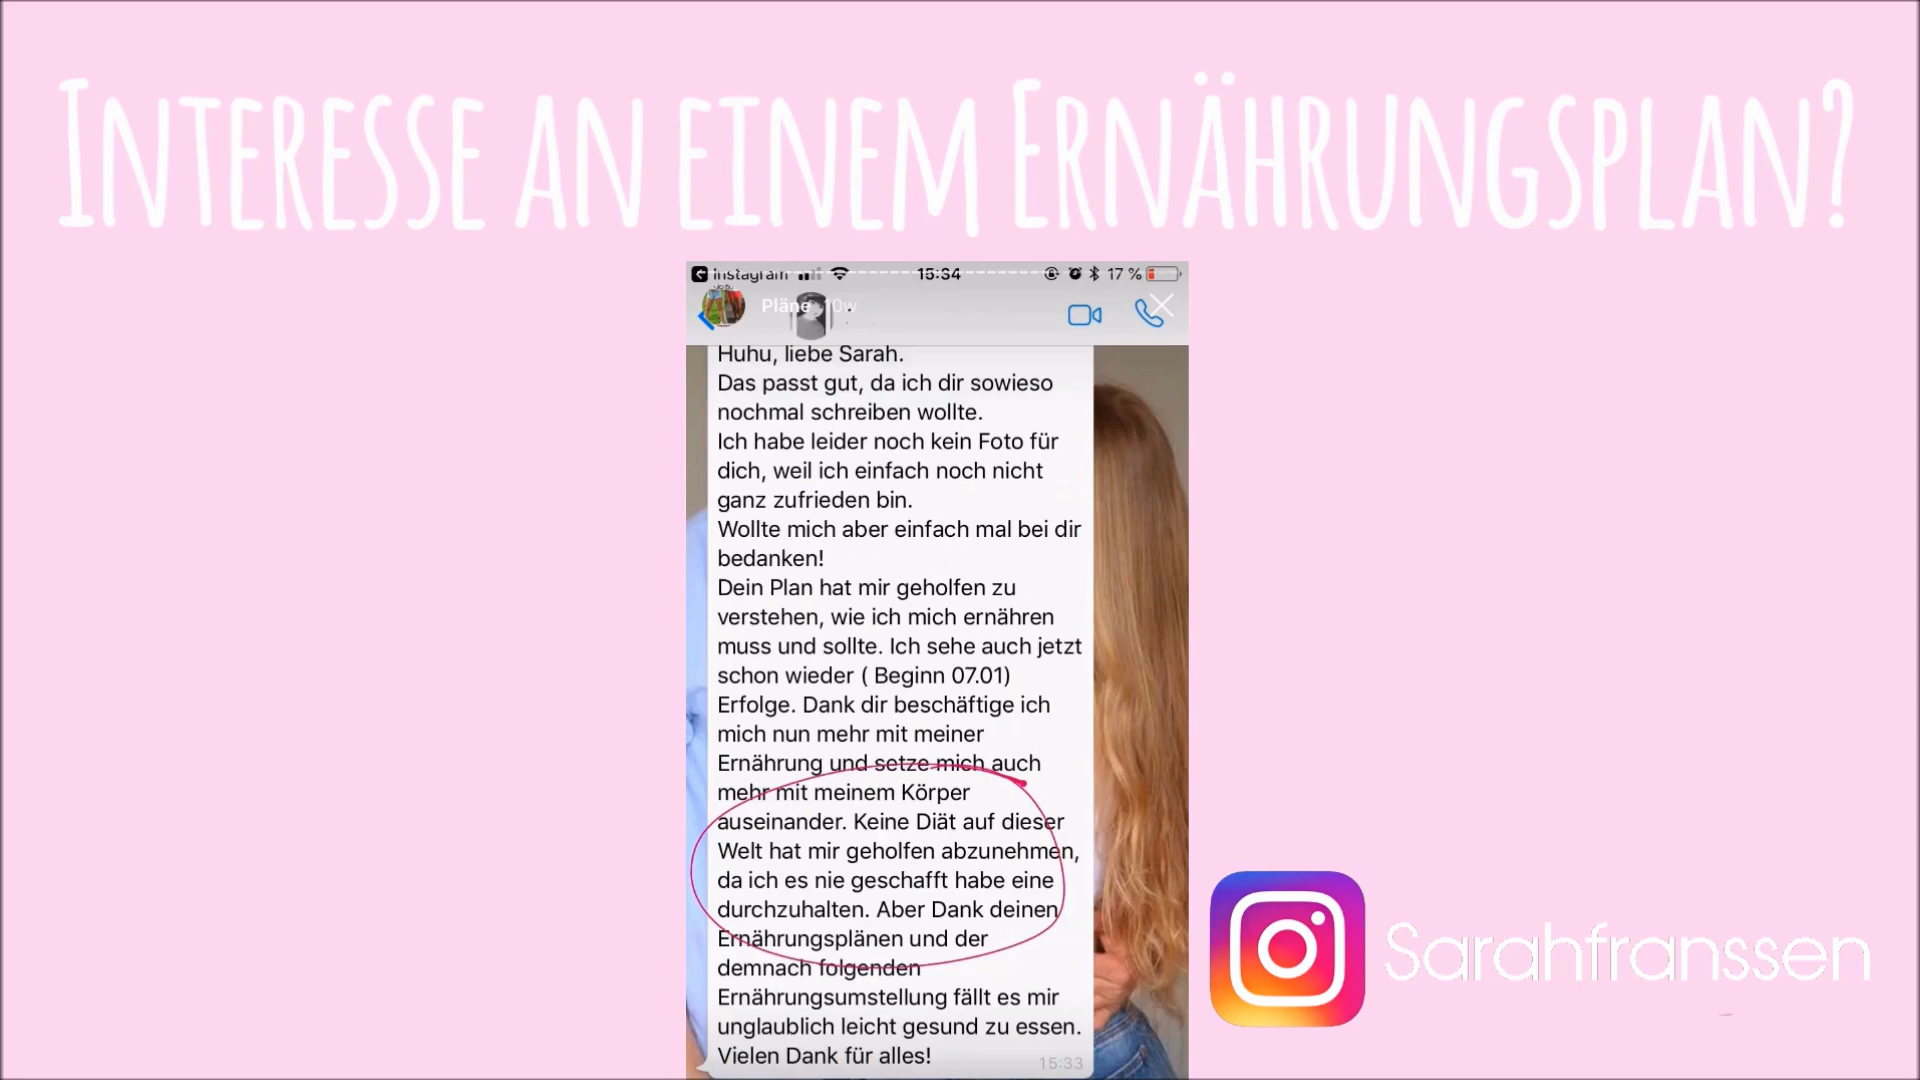 INTERESSE AN EINEM ERNÄHRUNGSPLAN?
Instagram 15:34 17 %
Pläne 10w
Huhu, liebe Sarah.
Das passt gut, da ich dir sowieso
nochmal schreiben wollte.
Ich habe leider noch kein Foto für
dich, weil ich einfach noch nicht
ganz zufrieden bin.
Wollte mich aber einfach mal bei dir
bedanken!
Dein Plan hat mir geholfen zu
verstehen, wie ich mich ernähren
muss und sollte. Ich sehe auch jetzt
schon wieder ( Beginn 07.01)
Erfolge. Dank dir beschäftige ich
mich nun mehr mit meiner
Ernährung und setze mich auch
mehr mit meinem Körper
auseinander. Keine Diät auf dieser
Welt hat mir geholfen abzunehmen,
da ich es nie geschafft habe eine
durchzuhalten. Aber Dank deinen
Ernährungsplänen und der
demnach folgenden
Ernährungsumstellung fällt es mir
unglaublich leicht gesund zu essen.
Vielen Dank für alles!
15:33
Sarahfranssen